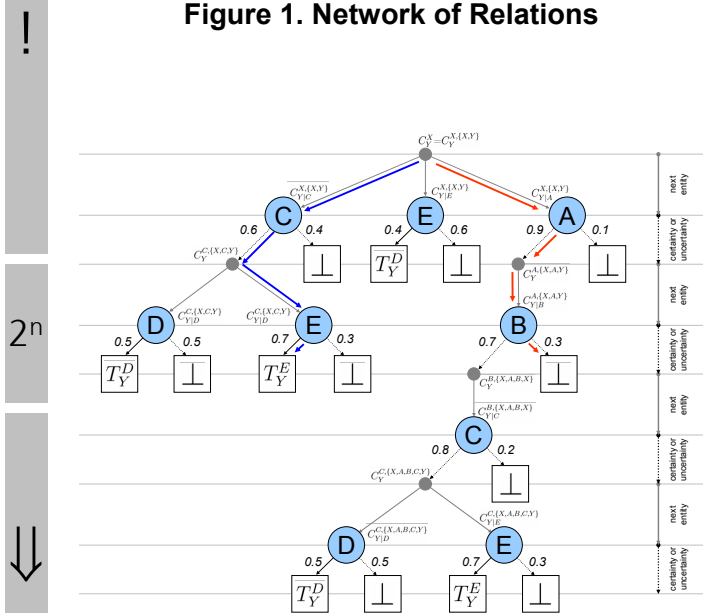 Figure 1. Network of Relations
!
2ⁿ
⇓
C_Y^X=C_Y^{X,{X,Y}}
C_{Y|C}^{X,{X,Y}}
C_{Y|E}^{X,{X,Y}}
C_{Y|A}^{X,{X,Y}}
next entity
C E A
0.6 0.4 0.4 0.6 0.9 0.1
C_Y^{C,{X,C,Y}}
⊥ T_Y^D ⊥ ⊥
C_Y^{A,{X,A,Y}}
certainty or uncertainty
C_{Y|D}^{C,{X,C,Y}}
C_{Y|D}^{C,{X,C,Y}}
C_{Y|B}^{A,{X,A,Y}}
next entity
D E B
0.5 0.5 0.7 0.3 0.7 0.3
T_Y^D ⊥ T_Y^E ⊥ ⊥
C_Y^{B,{X,A,B,X}}
certainty or uncertainty
C_{Y|C}^{B,{X,A,B,X}}
next entity
C
0.8 0.2
C_Y^{C,{X,A,B,C,Y}}
⊥
certainty or uncertainty
C_{Y|D}^{C,{X,A,B,C,Y}}
C_{Y|E}^{C,{X,A,B,C,Y}}
next entity
D E
0.5 0.5 0.7 0.3
T_Y^D ⊥ T_Y^E ⊥
certainty or uncertainty